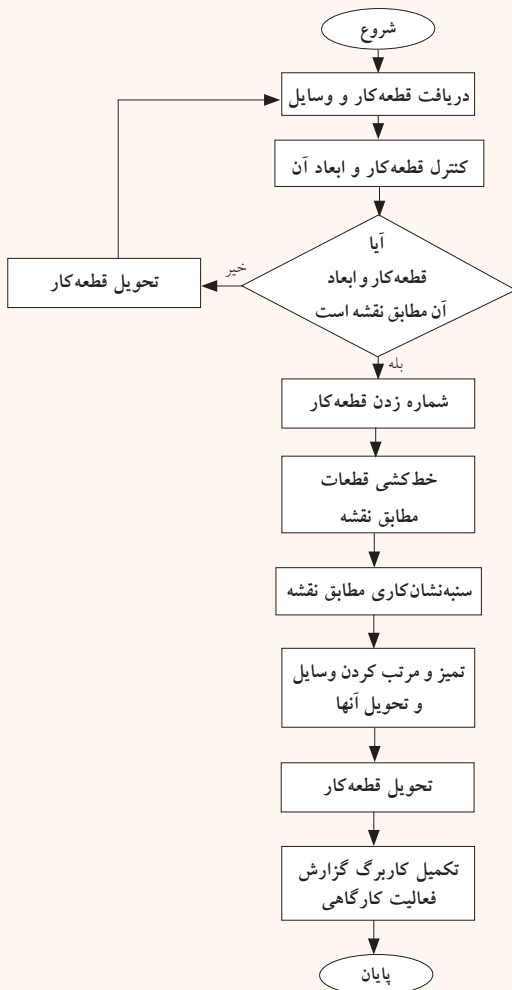 شروع
دریافت قطعه‌کار و وسایل
کنترل قطعه‌کار و ابعاد آن
آیا
قطعه‌کار و ابعاد
آن مطابق نقشه است
خیر
تحویل قطعه‌کار
بله
شماره زدن قطعه‌کار
خط‌کشی قطعات
مطابق نقشه
سنبه‌نشان‌کاری مطابق نقشه
تمیز و مرتب کردن وسایل
و تحویل آنها
تحویل قطعه‌کار
تکمیل کاربرگ گزارش
فعالیت کارگاهی
پایان